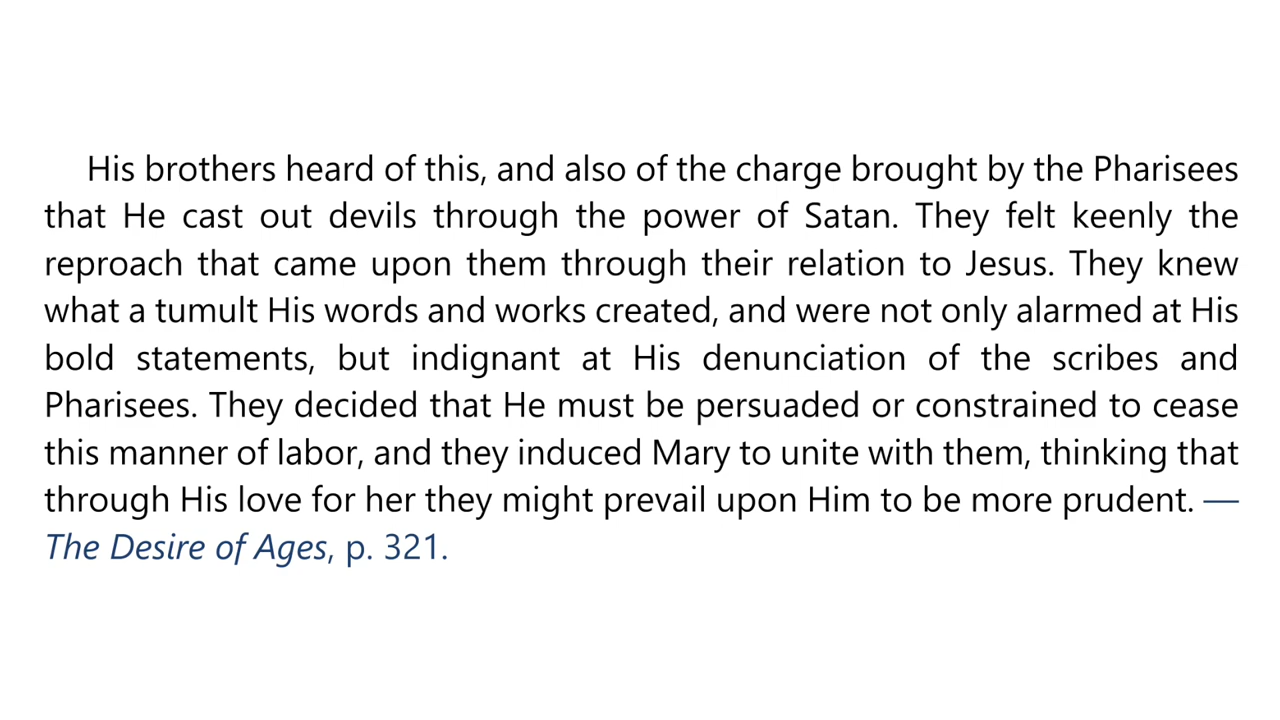 His brothers heard of this, and also of the charge brought by the Pharisees
that He cast out devils through the power of Satan. They felt keenly the
reproach that came upon them through their relation to Jesus. They knew
what a tumult His words and works created, and were not only alarmed at His
bold statements, but indignant at His denunciation of the scribes and
Pharisees. They decided that He must be persuaded or constrained to cease
this manner of labor, and they induced Mary to unite with them, thinking that
through His love for her they might prevail upon Him to be more prudent. —
The Desire of Ages, p. 321.